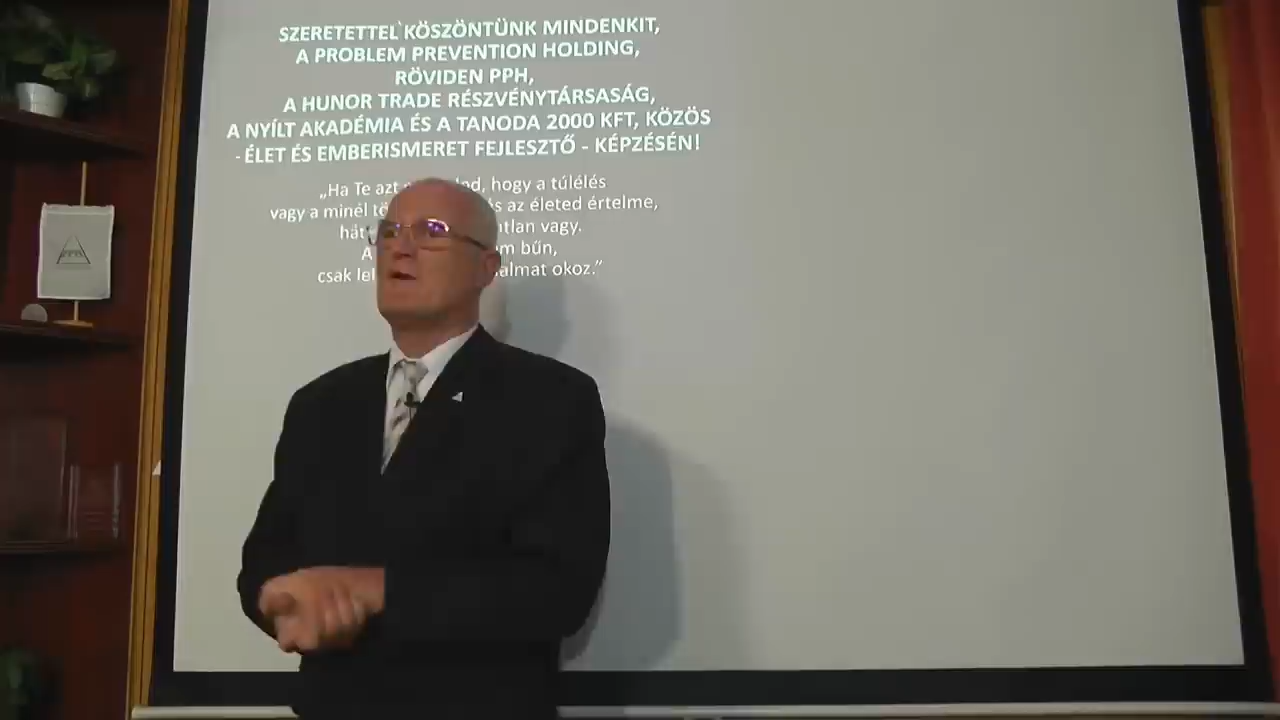 SZERETETTEL KÖSZÖNTÜNK MINDENKIT,
A PROBLEM PREVENTION HOLDING,
RÖVIDEN PPH,
A HUNOR TRADE RÉSZVÉNYTÁRSASÁG,
A NYÍLT AKADÉMIA ÉS A TANODA 2000 KFT, KÖZÖS
- ÉLET ÉS EMBERISMERET FEJLESZTŐ - KÉPZÉSÉN!
„Ha Te azt hogy a túlélés
vagy a minél az életed értelme,
vagy.
A bűn,
csak okoz.”